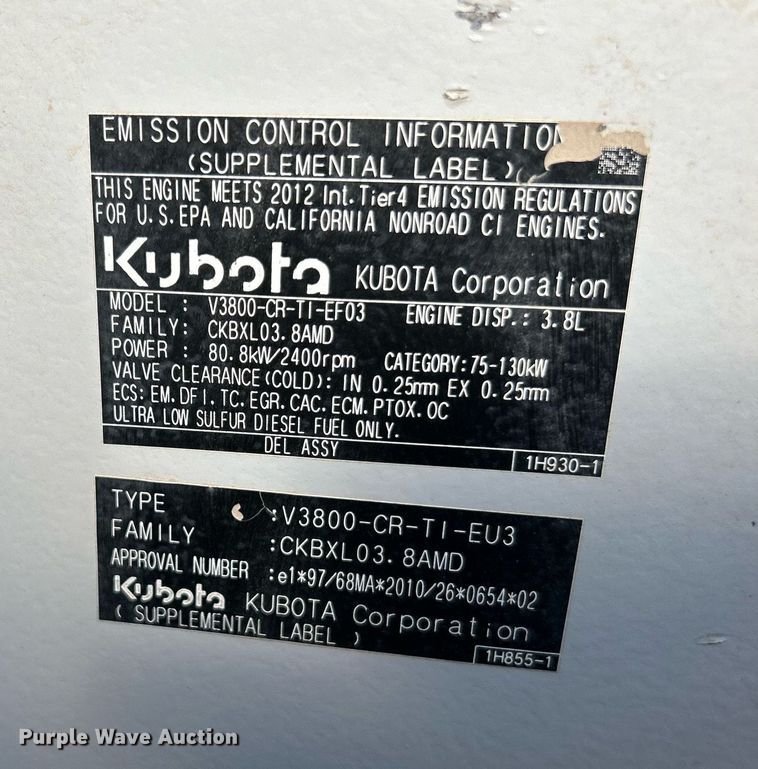 EMISSION CONTROL INFORMATION
(SUPPLEMENTAL LABEL)
THIS ENGINE MEETS 2012 Int. Tier4 EMISSION REGULATIONS
FOR U.S.EPA AND CALIFORNIA NONROAD CI ENGINES.
Kubota KUBOTA Corporation
MODEL : V3800-CR-TI-EF03 ENGINE DISP.: 3.8L
FAMILY: CKBXL03.8AMD
POWER : 80.8kW/2400rpm CATEGORY:75-130kW
VALVE CLEARANCE(COLD): IN 0.25mm EX 0.25mm
ECS: EM.DFI.TC.EGR.CAC.ECM.PTOX.OC
ULTRA LOW SULFUR DIESEL FUEL ONLY.
DEL ASSY
1H930-1
TYPE :V3800-CR-TI-EU3
FAMILY :CKBXL03.8AMD
APPROVAL NUMBER :e1*97/68MA*2010/26*0654*02
Kubota KUBOTA Corporation
( SUPPLEMENTAL LABEL )
1H855-1
Purple Wave Auction